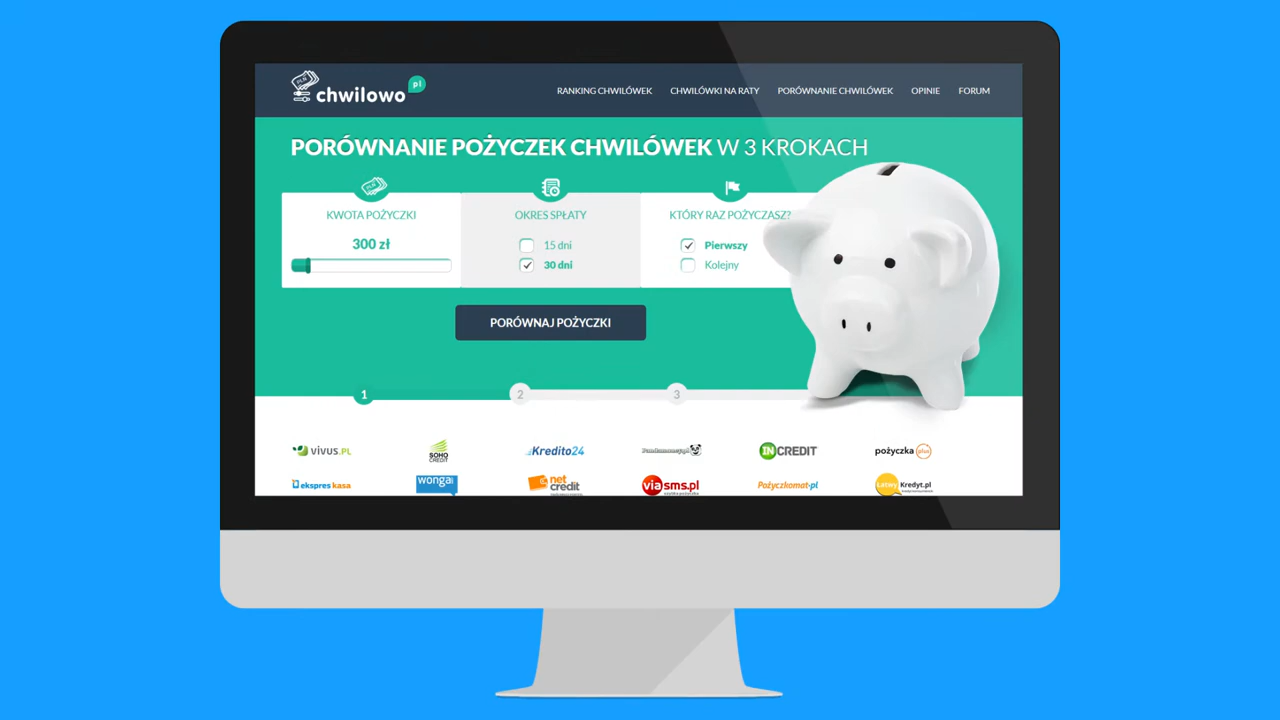 chwilowo pl
RANKING CHWILÓWEK CHWILÓWKI NA RATY PORÓWNANIE CHWILÓWEK OPINIE FORUM
PORÓWNANIE POŻYCZEK CHWILÓWEK W 3 KROKACH
KWOTA POŻYCZKI OKRES SPŁATY KTÓRY RAZ POŻYCZASZ?
300 zł 15 dni Pierwszy
30 dni Kolejny
PORÓWNAJ POŻYCZKI
1 2 3
VIVUS.PL SOHO CREDIT Kredito24 INCREDIT pożyczka plus
ekspres kasa wonga net credit viasms.pl Pożyczkomat.pl Łatwy Kredyt.pl